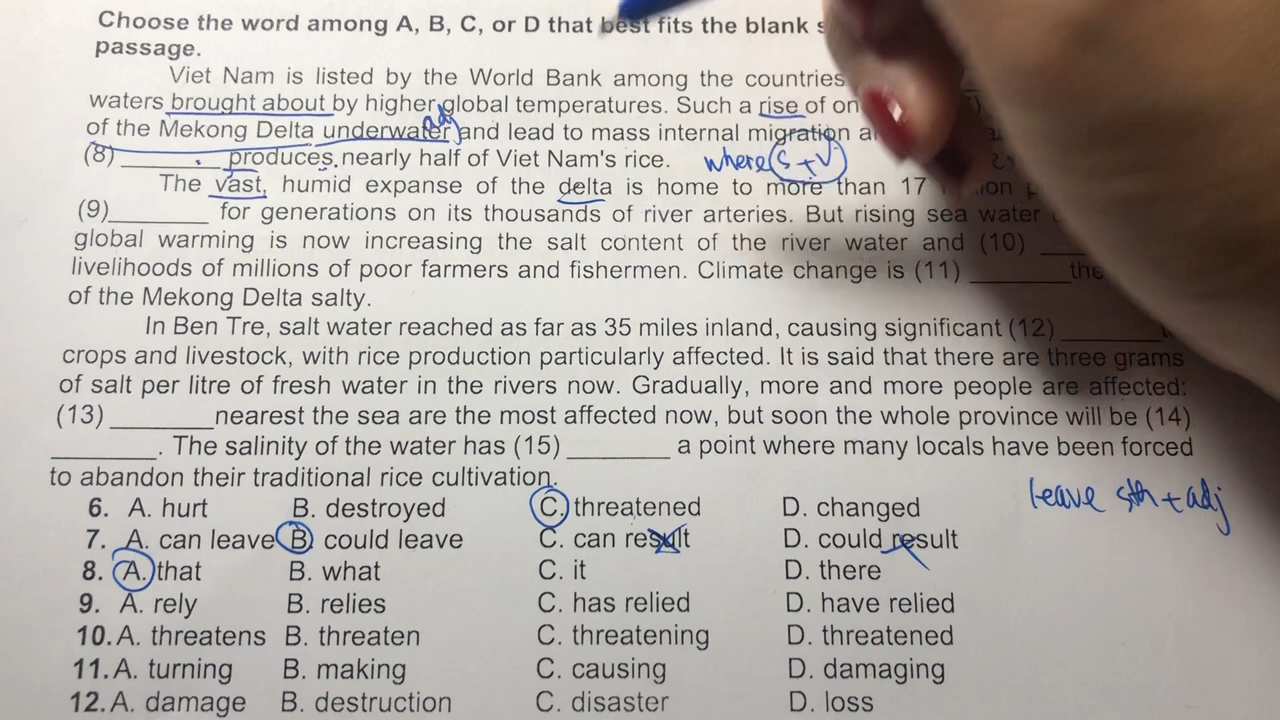 Choose the word among A, B, C, or D that best fits the blank
passage.
Viet Nam is listed by the World Bank among the countries
waters brought about by higher global temperatures. Such a rise of on
adj
of the Mekong Delta underwater and lead to mass internal migration
(8) ________ produces nearly half of Viet Nam's rice. where S + V
The vast, humid expanse of the delta is home to more than 17
(9)________ for generations on its thousands of river arteries. But rising sea water
global warming is now increasing the salt content of the river water and (10) ____
livelihoods of millions of poor farmers and fishermen. Climate change is (11) ________ the
of the Mekong Delta salty.
In Ben Tre, salt water reached as far as 35 miles inland, causing significant (12) ________
crops and livestock, with rice production particularly affected. It is said that there are three grams
of salt per litre of fresh water in the rivers now. Gradually, more and more people are affected:
(13) ________ nearest the sea are the most affected now, but soon the whole province will be (14)
________. The salinity of the water has (15) ________ a point where many locals have been forced
to abandon their traditional rice cultivation.
leave sth + adj
6. A. hurt B. destroyed C. threatened D. changed
7. A. can leave B. could leave C. can result D. could result
8. A. that B. what C. it D. there
9. A. rely B. relies C. has relied D. have relied
10. A. threatens B. threaten C. threatening D. threatened
11. A. turning B. making C. causing D. damaging
12. A. damage B. destruction C. disaster D. loss